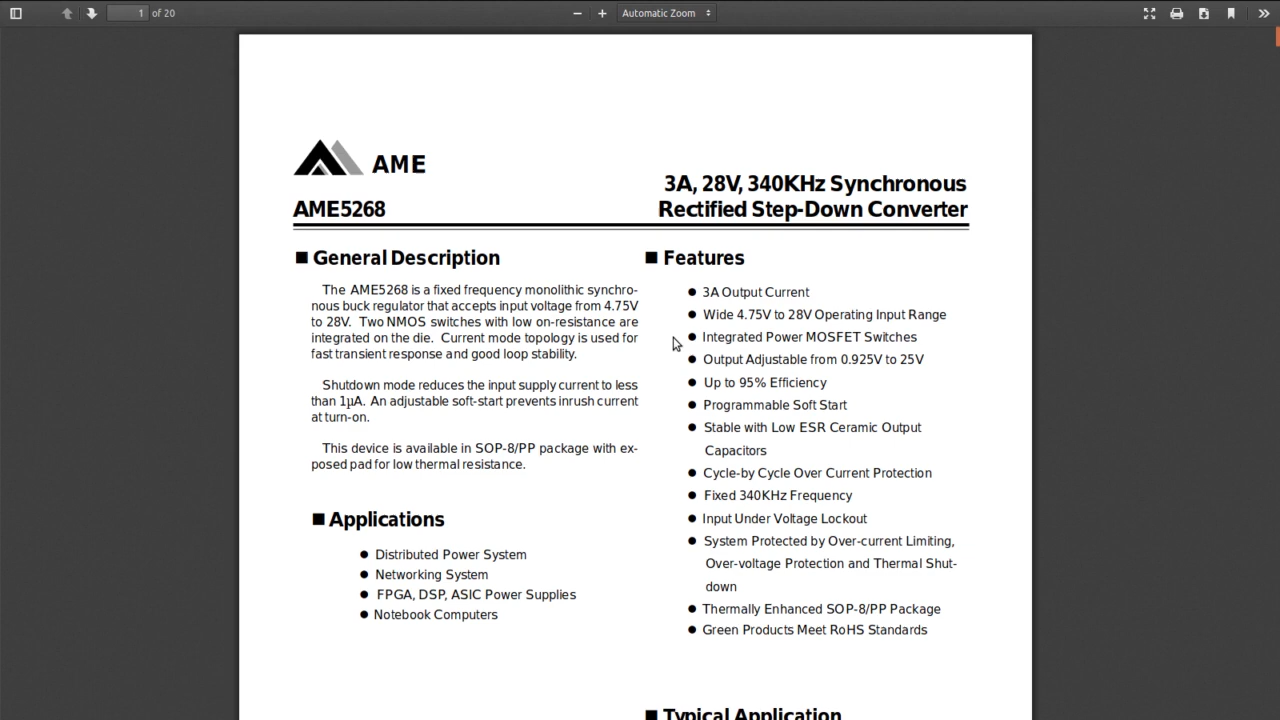 1 of 20
Automatic Zoom
AME
AME5268
3A, 28V, 340KHz Synchronous
Rectified Step-Down Converter
General Description
The AME5268 is a fixed frequency monolithic synchro-
nous buck regulator that accepts input voltage from 4.75V
to 28V. Two NMOS switches with low on-resistance are
integrated on the die. Current mode topology is used for
fast transient response and good loop stability.
Shutdown mode reduces the input supply current to less
than 1µA. An adjustable soft-start prevents inrush current
at turn-on.
This device is available in SOP-8/PP package with ex-
posed pad for low thermal resistance.
Applications
● Distributed Power System
● Networking System
● FPGA, DSP, ASIC Power Supplies
● Notebook Computers
Features
● 3A Output Current
● Wide 4.75V to 28V Operating Input Range
● Integrated Power MOSFET Switches
● Output Adjustable from 0.925V to 25V
● Up to 95% Efficiency
● Programmable Soft Start
● Stable with Low ESR Ceramic Output
Capacitors
● Cycle-by Cycle Over Current Protection
● Fixed 340KHz Frequency
● Input Under Voltage Lockout
● System Protected by Over-current Limiting,
Over-voltage Protection and Thermal Shut-
down
● Thermally Enhanced SOP-8/PP Package
● Green Products Meet RoHS Standards
Typical Application